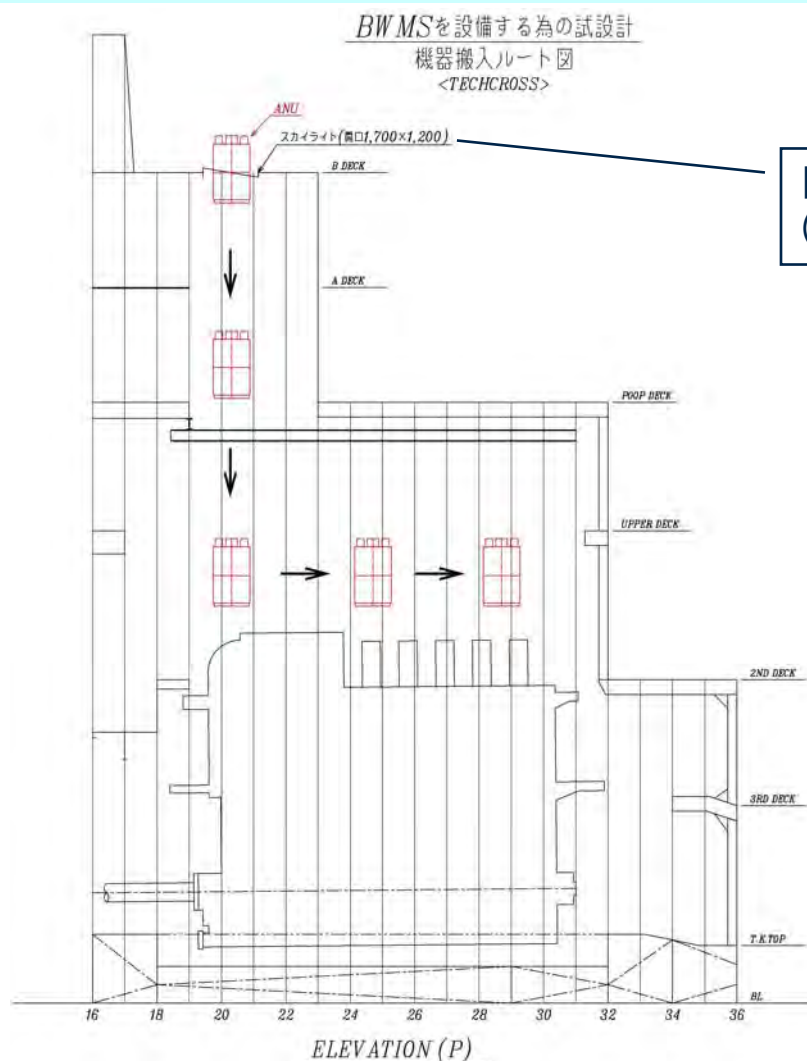 BWMSを設備する為の試設計
機器搬入ルート図
<TECHCROSS>
ANU
スカイライト(開口1,700×1,200)
B DECK
A DECK
POOP DECK
UPPER DECK
2ND DECK
3RD DECK
T.K.TOP
BL
16 18 20 22 24 26 28 30 32 34 36
ELEVATION (P)